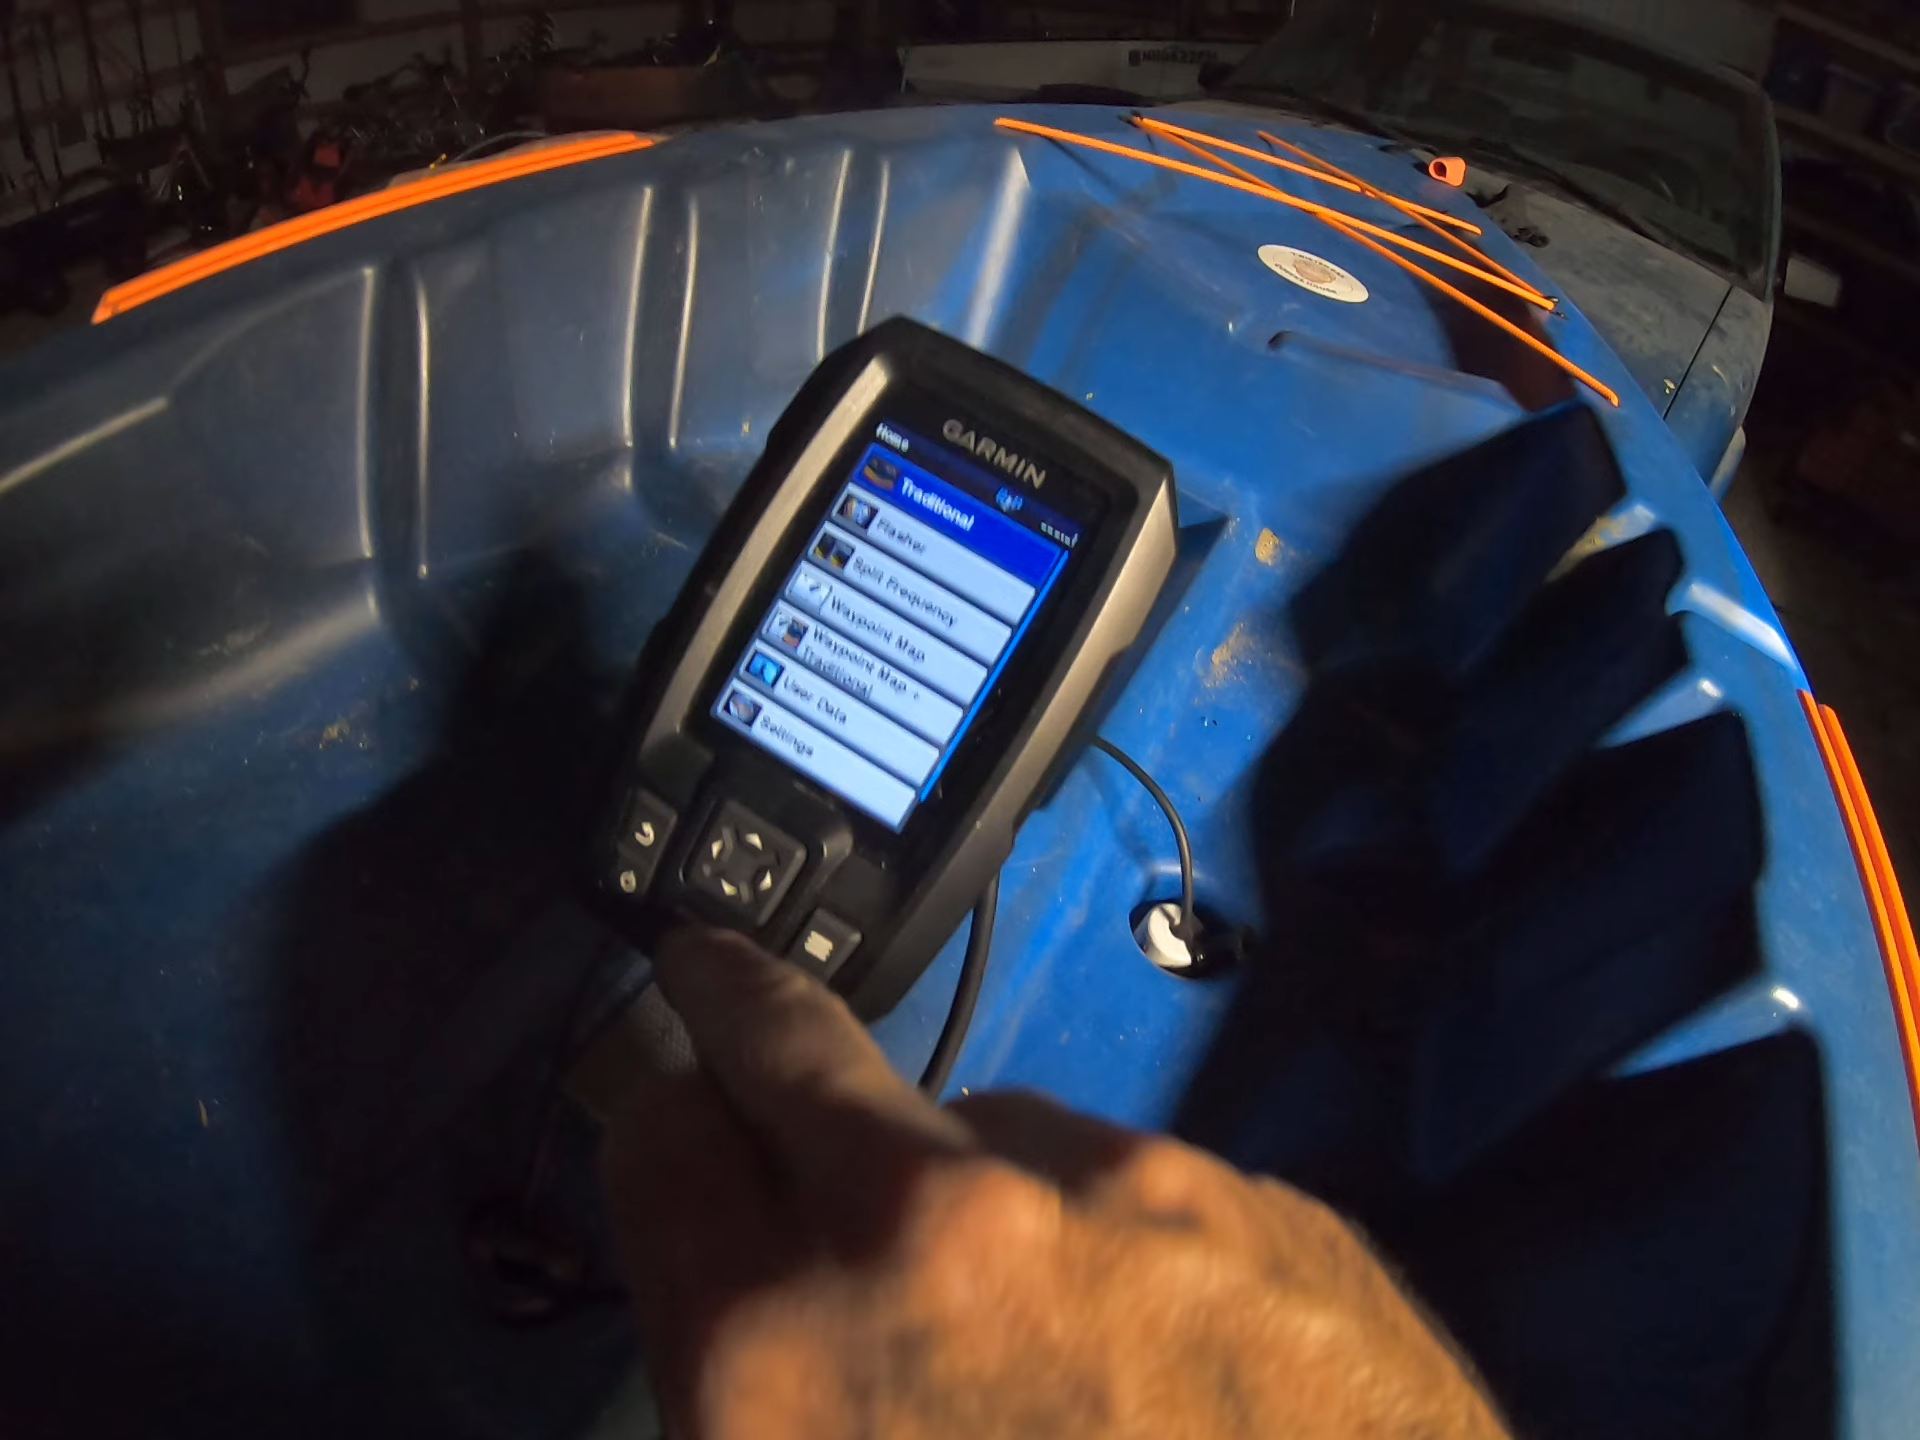 GARMIN
Home
Traditional
Flasher
Split Frequency
Waypoint Map
Waypoint Map +
Traditional
User Data
Settings